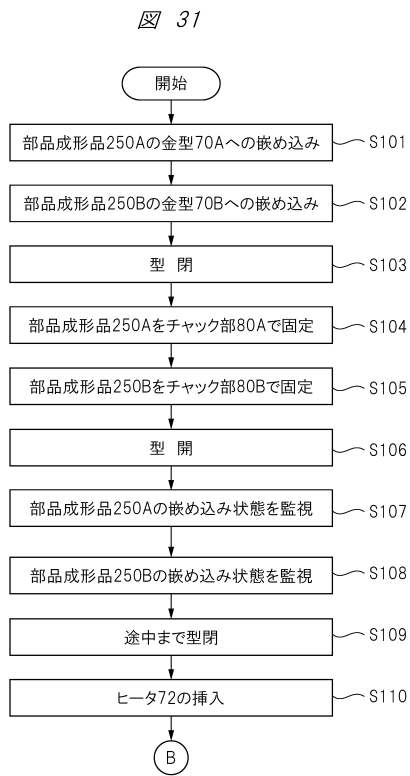 図 31
開始
部品成形品250Aの金型70Aへの嵌め込み S101
部品成形品250Bの金型70Bへの嵌め込み S102
型 閉 S103
部品成形品250Aをチャック部80Aで固定 S104
部品成形品250Bをチャック部80Bで固定 S105
型 開 S106
部品成形品250Aの嵌め込み状態を監視 S107
部品成形品250Bの嵌め込み状態を監視 S108
途中まで型閉 S109
ヒータ72の挿入 S110
B